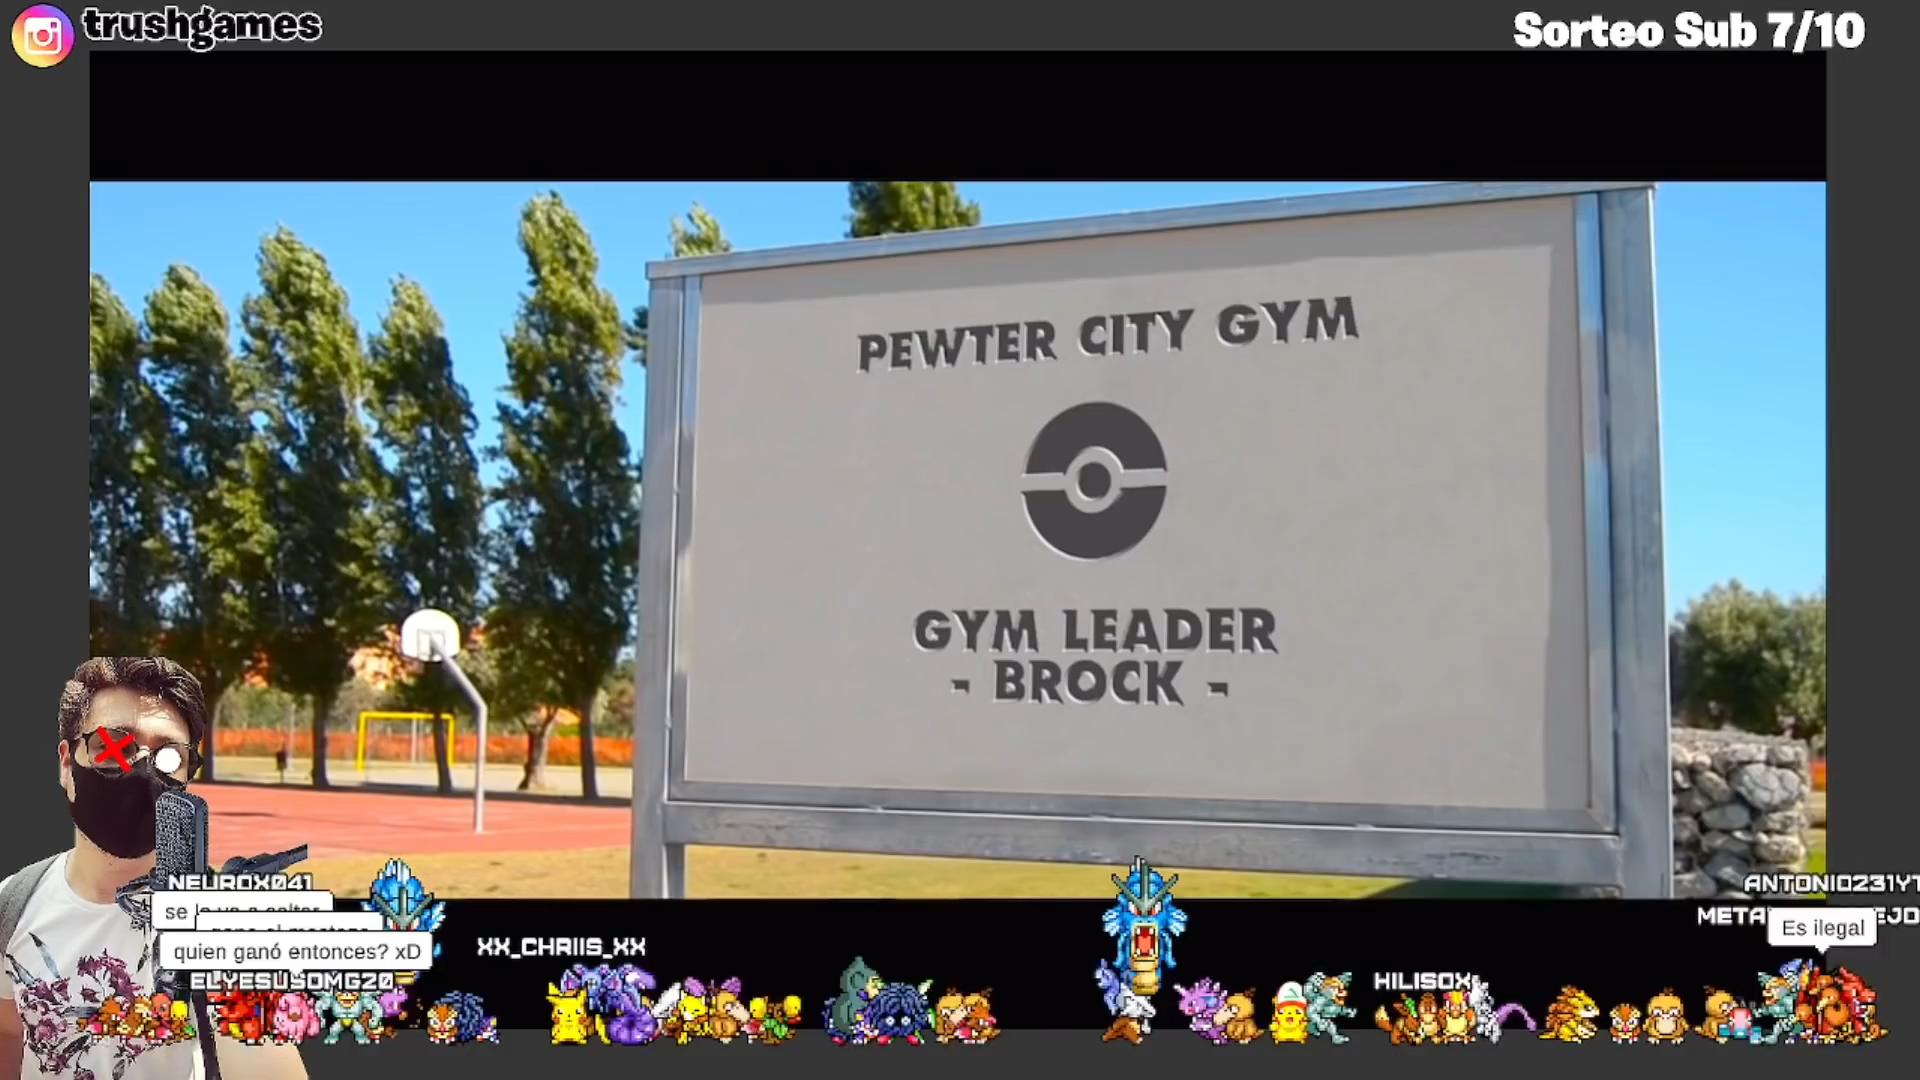 trushgames
Sorteo Sub 7/10
PEWTER CITY GYM
GYM LEADER
- BROCK -
NEUROX041
quien ganó entonces? xD
ELYESUSOMG20
XX_CHRIIS_XX
HILISOX
ANTONIO231YT
Es ilegal